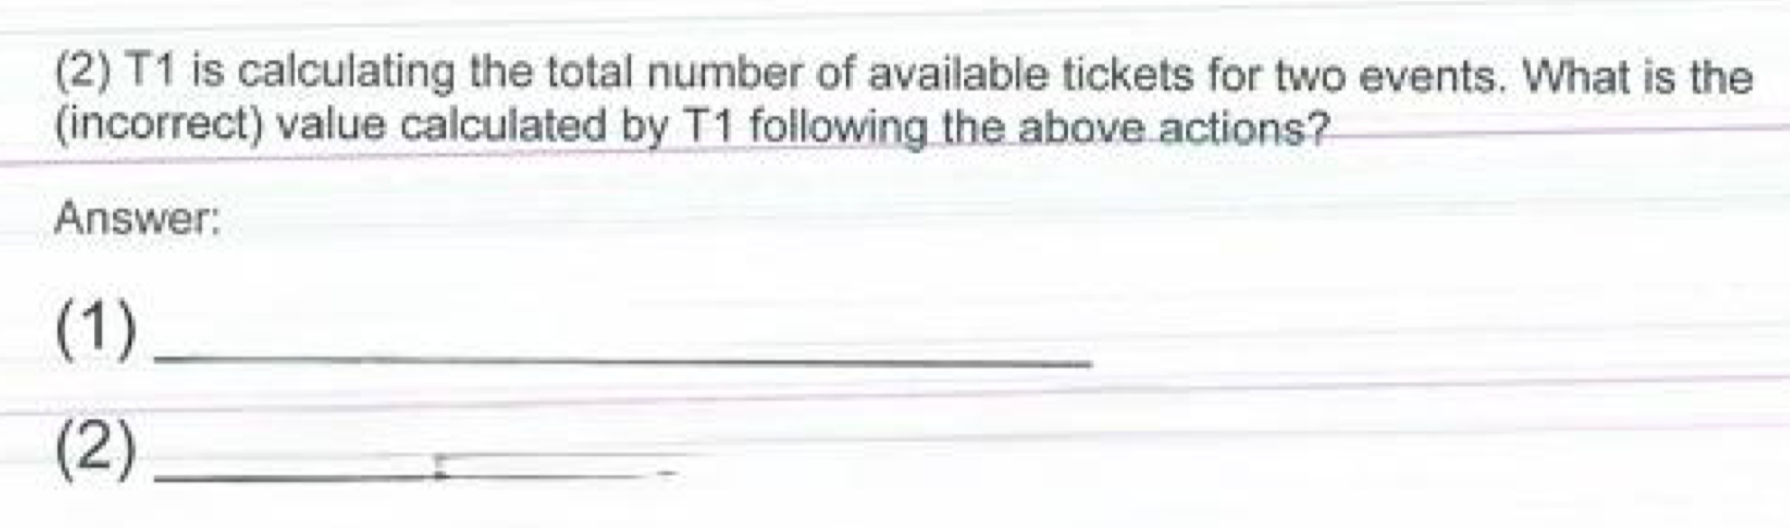 (2) T1 is calculating the total number of available tickets for two events. What is the
(incorrect) value calculated by T1 following the above actions?
Answer:
(1)
(2)